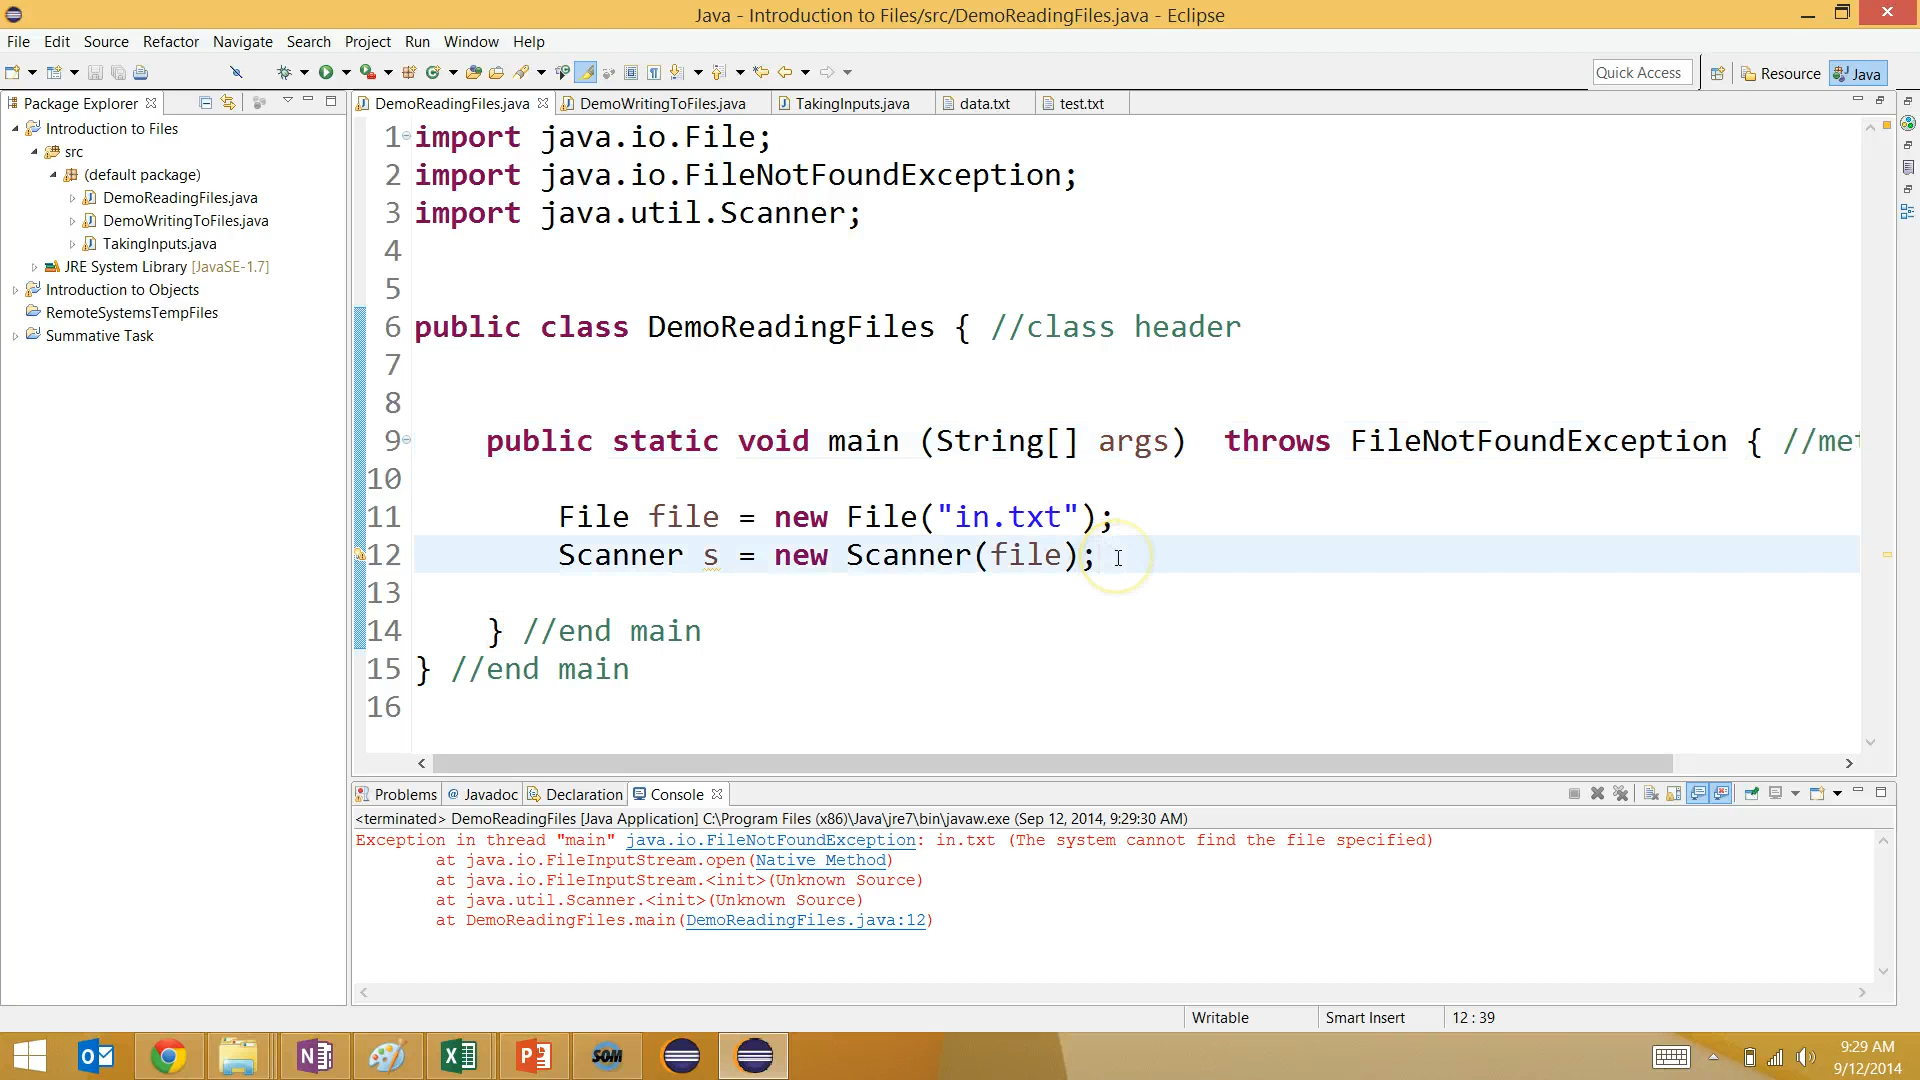 Java - Introduction to Files/src/DemoReadingFiles.java - Eclipse
File Edit Source Refactor Navigate Search Project Run Window Help
Quick Access Resource Java
Package Explorer
Introduction to Files
src
(default package)
DemoReadingFiles.java
DemoWritingToFiles.java
TakingInputs.java
JRE System Library [JavaSE-1.7]
Introduction to Objects
RemoteSystemsTempFiles
Summative Task
DemoReadingFiles.java DemoWritingToFiles.java TakingInputs.java data.txt test.txt
1 import java.io.File;
2 import java.io.FileNotFoundException;
3 import java.util.Scanner;
4
5
6 public class DemoReadingFiles { //class header
7
8
9 public static void main (String[] args)  throws FileNotFoundException { //met
10
11 File file = new File("in.txt");
12 Scanner s = new Scanner(file);
13
14 } //end main
15 } //end main
16
Problems @ Javadoc Declaration Console
<terminated> DemoReadingFiles [Java Application] C:\Program Files (x86)\Java\jre7\bin\javaw.exe (Sep 12, 2014, 9:29:30 AM)
Exception in thread "main" java.io.FileNotFoundException: in.txt (The system cannot find the file specified)
at java.io.FileInputStream.open(Native Method)
at java.io.FileInputStream.<init>(Unknown Source)
at java.util.Scanner.<init>(Unknown Source)
at DemoReadingFiles.main(DemoReadingFiles.java:12)
Writable Smart Insert 12 : 39
SOM
9:29 AM
9/12/2014